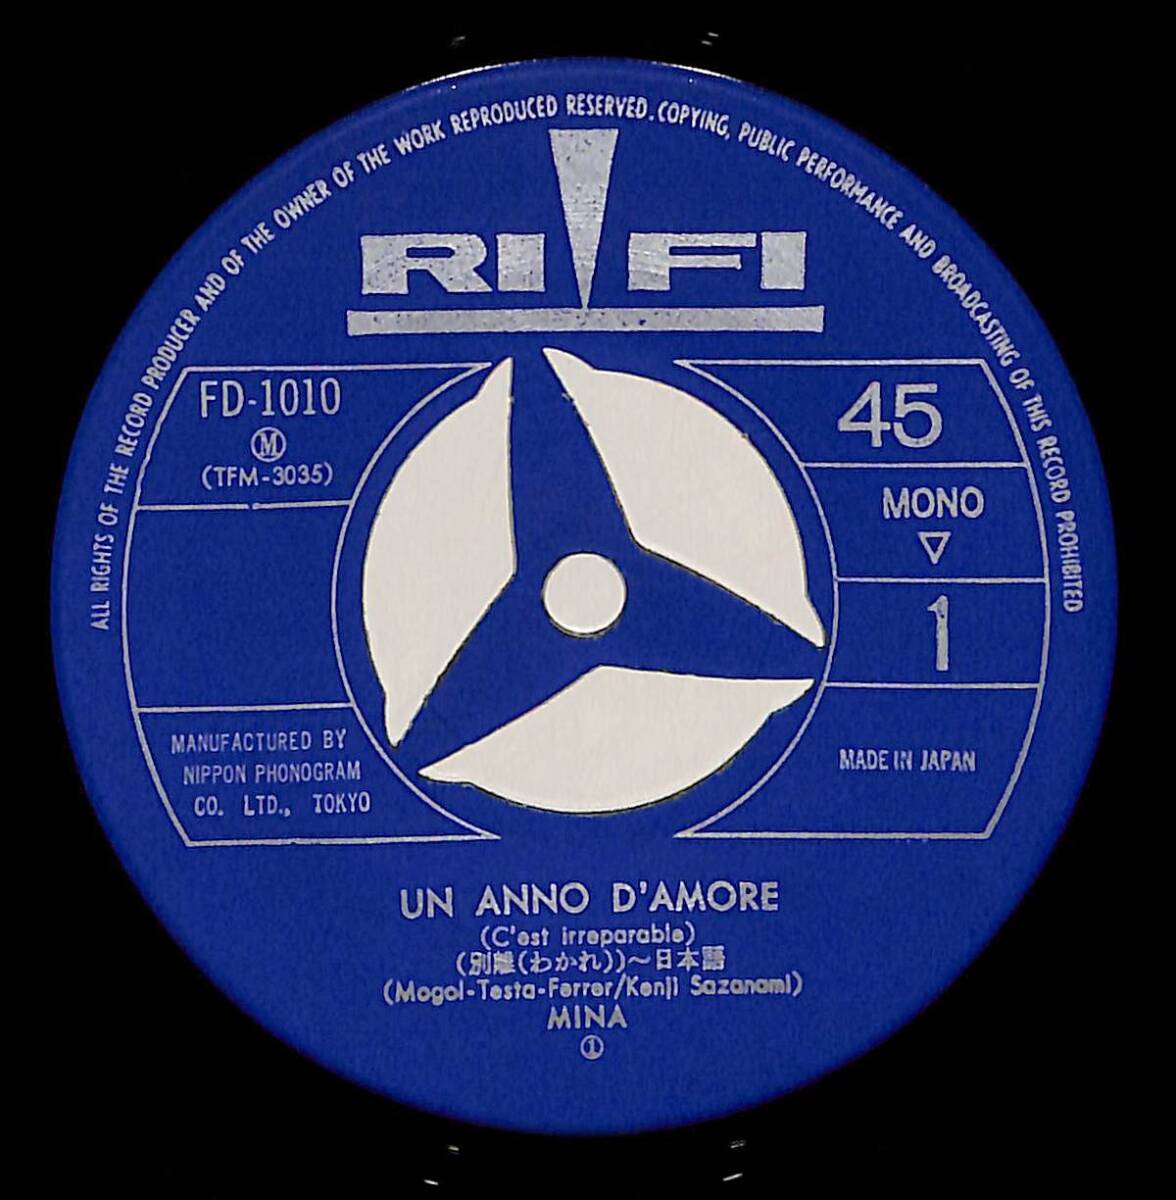 ALL RIGHTS OF THE RECORD PRODUCER AND OF THE OWNER OF THE WORK REPRODUCED RESERVED. COPYING, PUBLIC PERFORMANCE AND BROADCASTING OF THIS RECORD PROHIBITED
RI FI
FD-1010
Ⓜ
(TFM-3035)
45
MONO
▽
1
MANUFACTURED BY
NIPPON PHONOGRAM
CO. LTD., TOKYO
MADE IN JAPAN
UN ANNO D'AMORE
(C'est irreparable)
(別離(わかれ))～日本語
(Mogol-Testa-Ferrer/Kenji Sazanami)
MINA
①